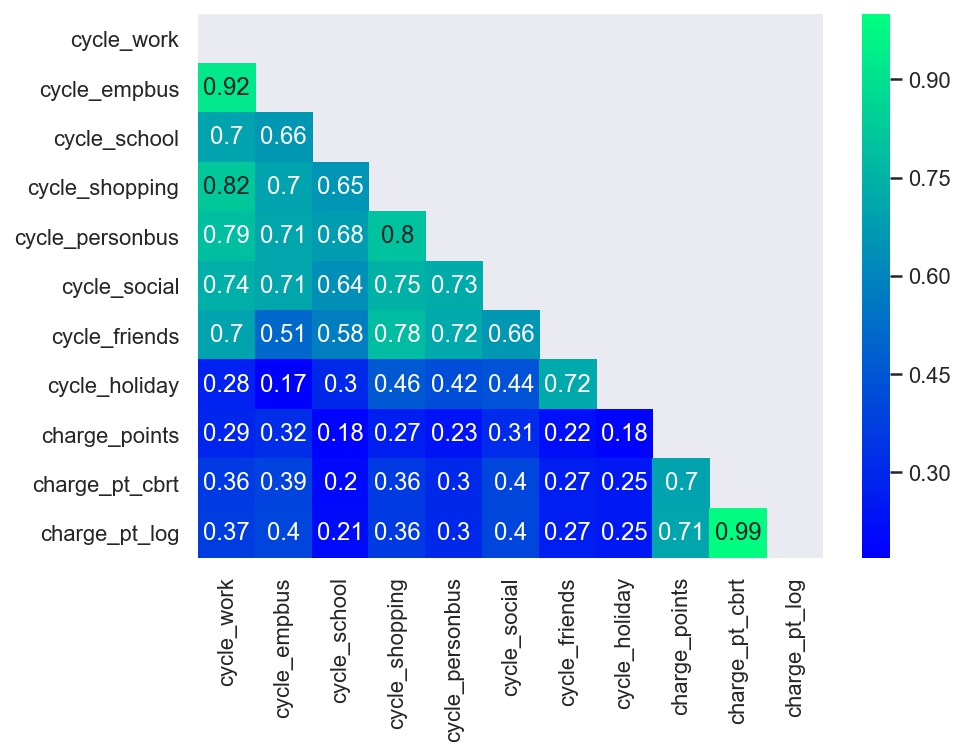 cycle_work
cycle_empbus 0.92
cycle_school 0.7 0.66
cycle_shopping 0.82 0.7 0.65
cycle_personbus 0.79 0.71 0.68 0.8
cycle_social 0.74 0.71 0.64 0.75 0.73
cycle_friends 0.7 0.51 0.58 0.78 0.72 0.66
cycle_holiday 0.28 0.17 0.3 0.46 0.42 0.44 0.72
charge_points 0.29 0.32 0.18 0.27 0.23 0.31 0.22 0.18
charge_pt_cbrt 0.36 0.39 0.2 0.36 0.3 0.4 0.27 0.25 0.7
charge_pt_log 0.37 0.4 0.21 0.36 0.3 0.4 0.27 0.25 0.71 0.99
cycle_work
cycle_empbus
cycle_school
cycle_shopping
cycle_personbus
cycle_social
cycle_friends
cycle_holiday
charge_points
charge_pt_cbrt
charge_pt_log
0.90
0.75
0.60
0.45
0.30